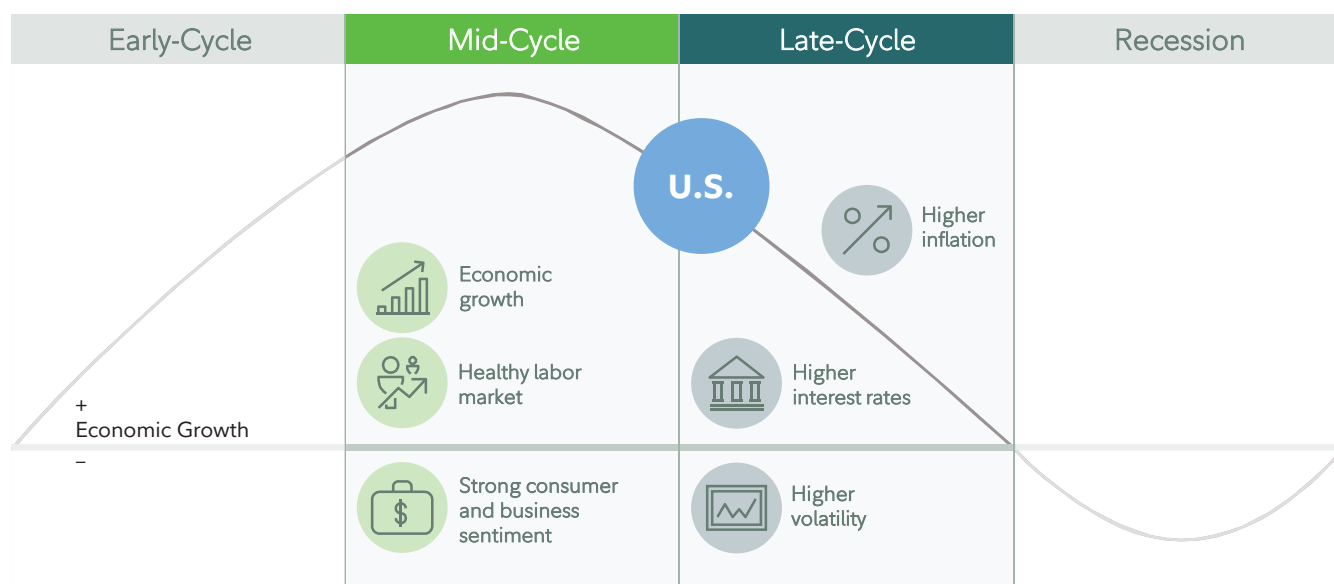 Early-Cycle
Mid-Cycle
Late-Cycle
Recession
U.S.
Higher
inflation
Economic
growth
Healthy labor
market
Higher
interest rates
+
Economic Growth
–
Strong consumer
and business
sentiment
$
Higher
volatility